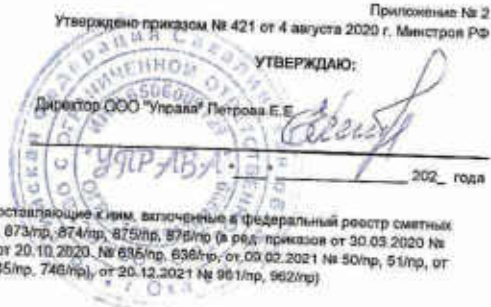 Приложение № 2
Утверждено приказом № 421 от 4 августа 2020 г. Минстроя РФ
УТВЕРЖДАЮ:
Директор ООО "Управа" Петрова Е.Е.
"УПРАВА"
202_ года
составляющие к ним, включенные в федеральный реестр сметных
873/пр, 874/пр, 875/пр, 876/пр (в ред. приказов от 30.03.2020 №
от 20.10.2020, № 635/пр, 636/пр, от 09.02.2021 № 50/пр, 51/пр, от
745/пр, 746/пр), от 20.12.2021 № 961/пр, 962/пр)